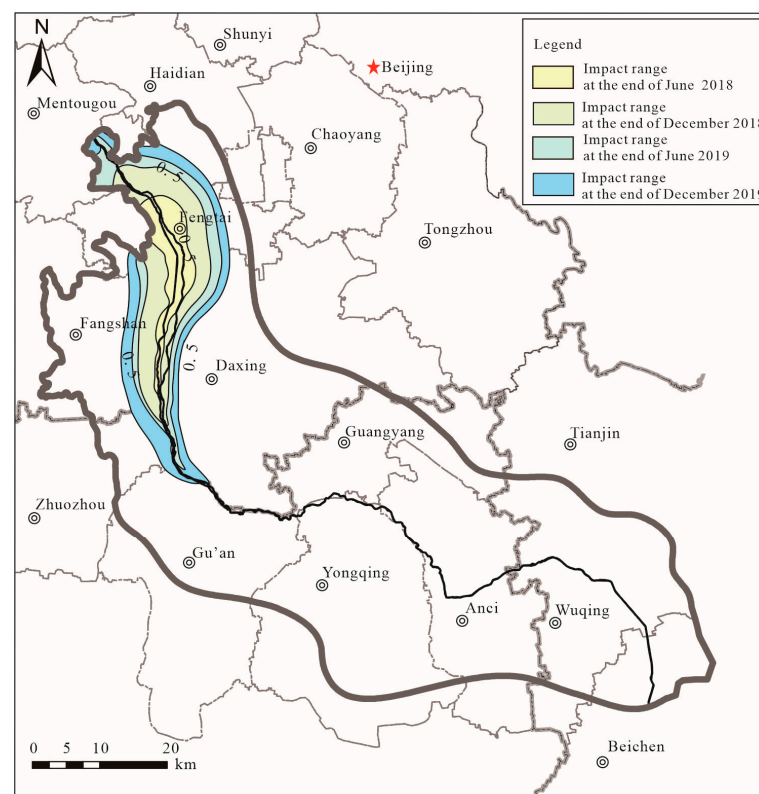 N
Shunyi
Beijing
Haidian
Mentougou
Chaoyang
Legend
Impact range
at the end of June 2018
Impact range
at the end of December 2018
Impact range
at the end of June 2019
Impact range
at the end of December 2019
0.5
Fengtai
0.5
Tongzhou
Fangshan
0.5
0.5
Daxing
Guangyang
Tianjin
Zhuozhou
Gu'an
Yongqing
Anci
Wuqing
Beichen
0 5 10 20
km